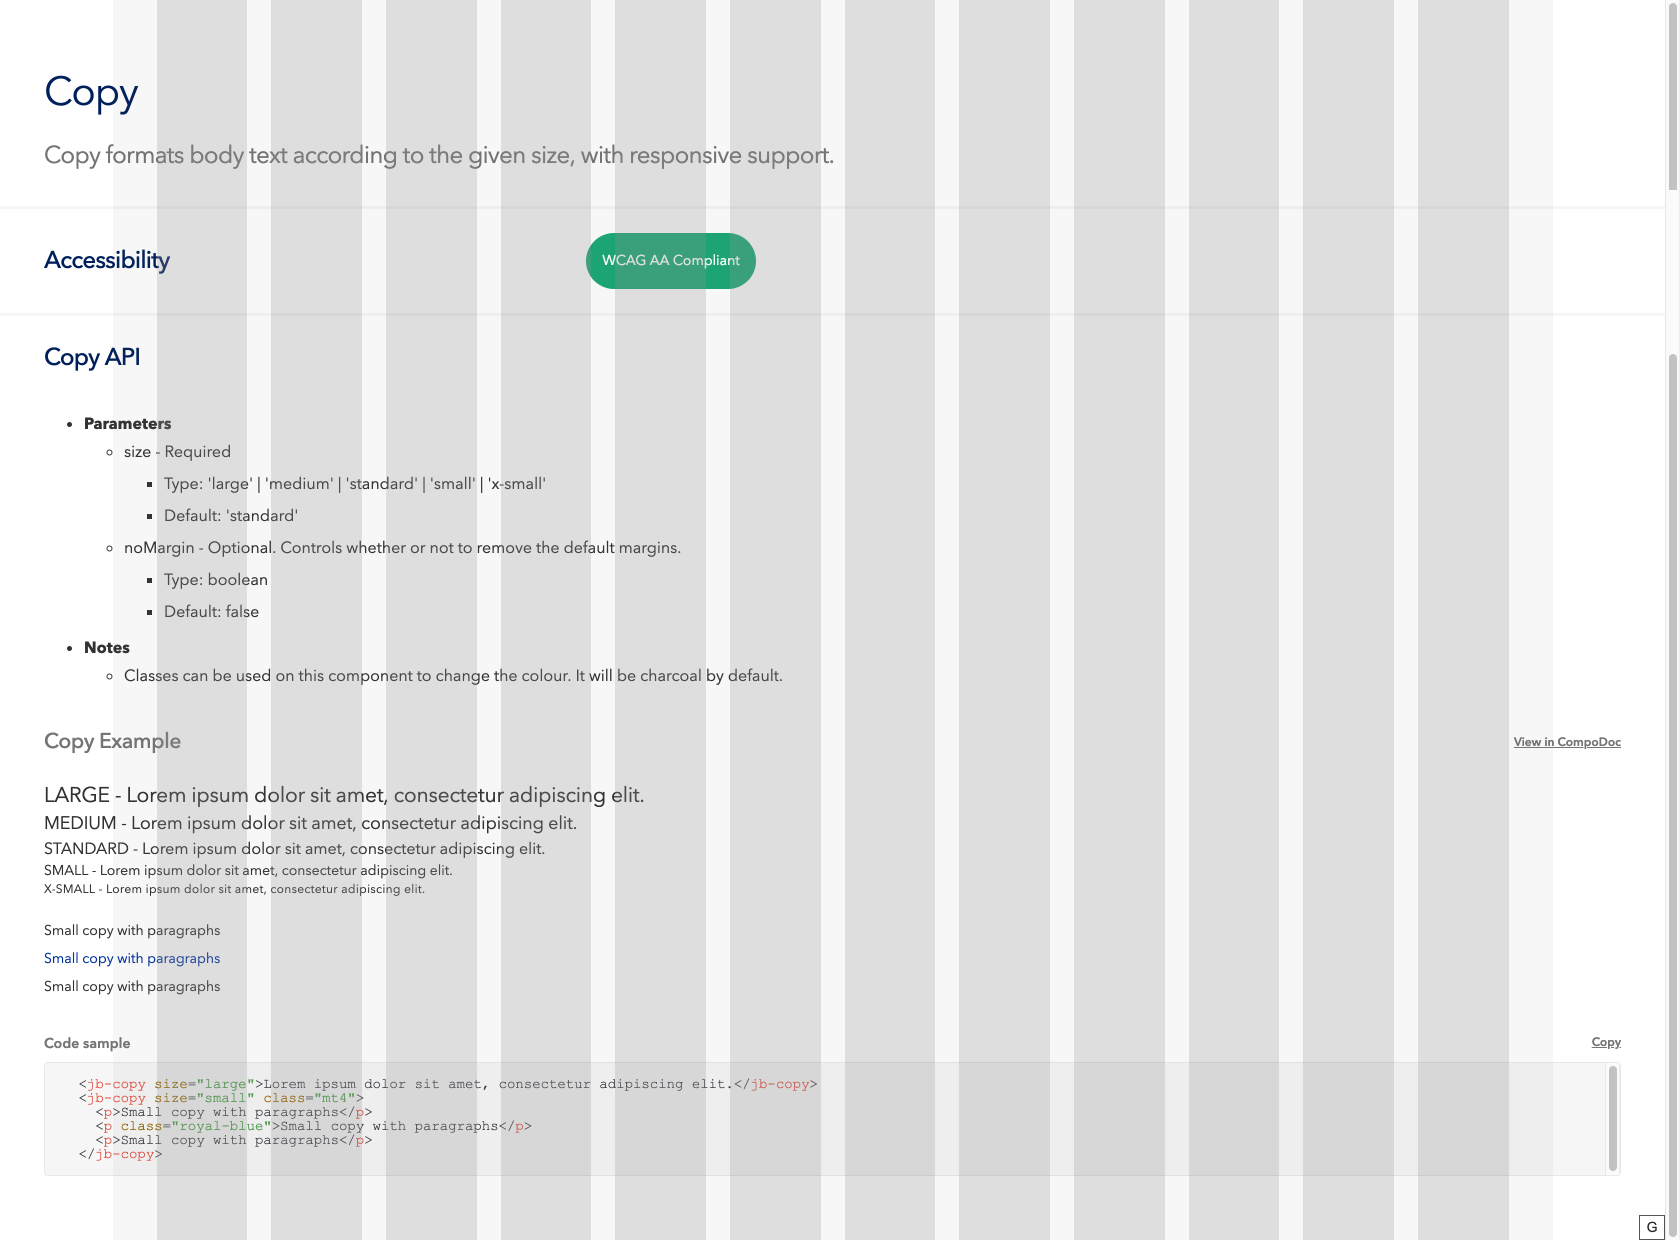 Copy
Copy formats body text according to the given size, with responsive support.
Accessibility
WCAG AA Compliant
Copy API
Parameters
size - Required
Type: 'large' | 'medium' | 'standard' | 'small' | 'x-small'
Default: 'standard'
noMargin - Optional. Controls whether or not to remove the default margins.
Type: boolean
Default: false
Notes
Classes can be used on this component to change the colour. It will be charcoal by default.
Copy Example
View in CompoDoc
LARGE - Lorem ipsum dolor sit amet, consectetur adipiscing elit.
MEDIUM - Lorem ipsum dolor sit amet, consectetur adipiscing elit.
STANDARD - Lorem ipsum dolor sit amet, consectetur adipiscing elit.
SMALL - Lorem ipsum dolor sit amet, consectetur adipiscing elit.
X-SMALL - Lorem ipsum dolor sit amet, consectetur adipiscing elit.
Small copy with paragraphs
Small copy with paragraphs
Small copy with paragraphs
Code sample
Copy
<jb-copy size="large">Lorem ipsum dolor sit amet, consectetur adipiscing elit.</jb-copy>
<jb-copy size="small" class="mt4">
  <p>Small copy with paragraphs</p>
  <p class="royal-blue">Small copy with paragraphs</p>
  <p>Small copy with paragraphs</p>
</jb-copy>
G